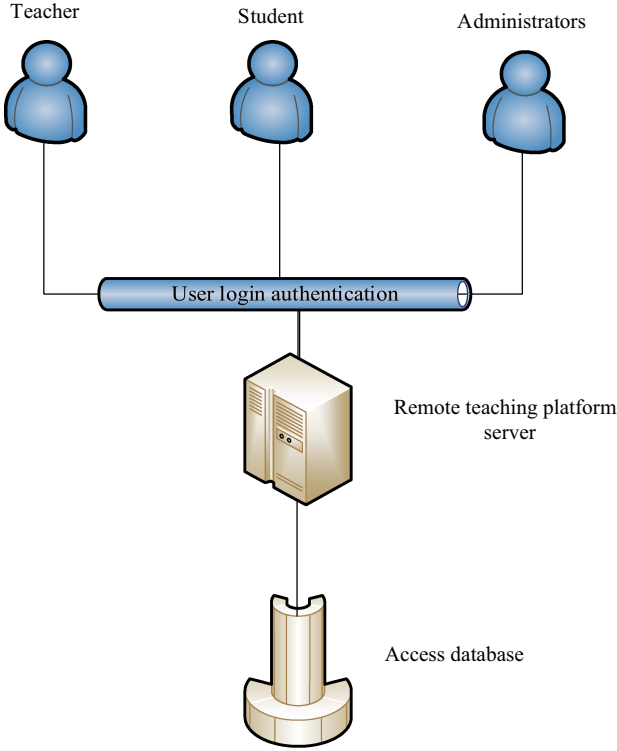 Teacher
Student
Administrators
User login authentication
Remote teaching platform
server
Access database